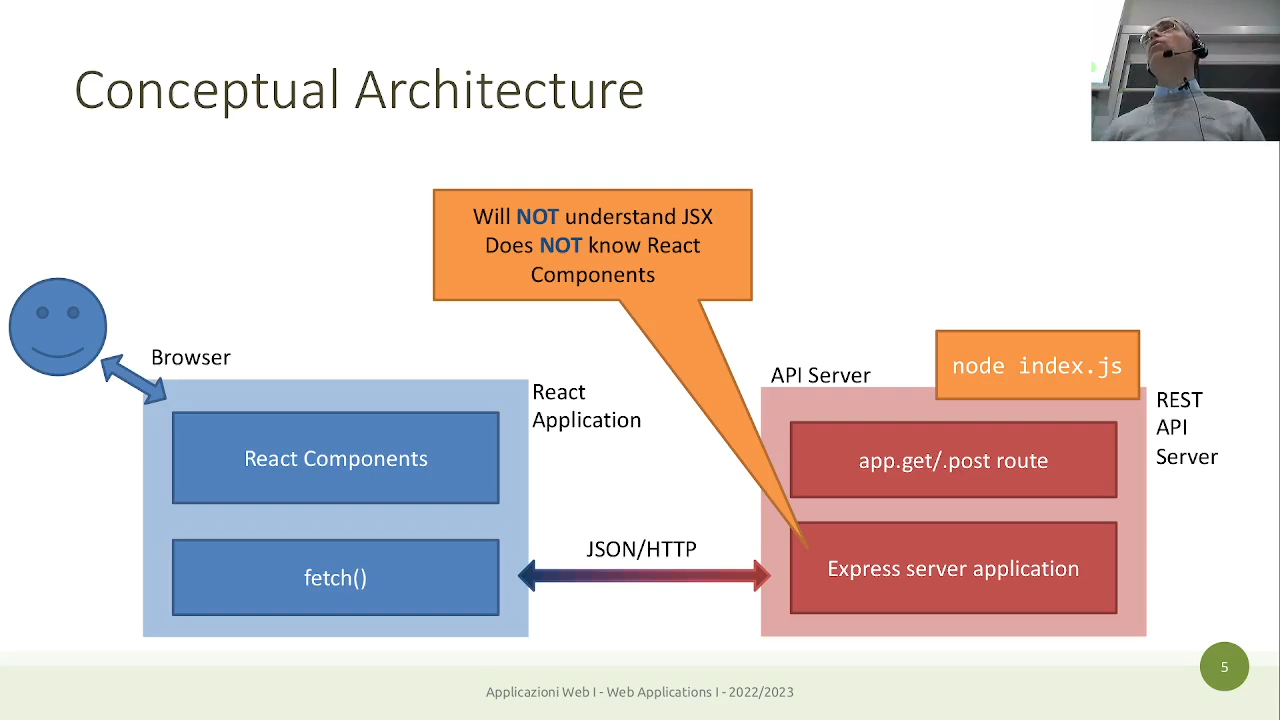 Conceptual Architecture
Will NOT understand JSX
Does NOT know React
Components
Browser
React
Application
React Components
fetch()
JSON/HTTP
API Server
node index.js
REST
API
Server
app.get/.post route
Express server application
5
Applicazioni Web I - Web Applications I - 2022/2023